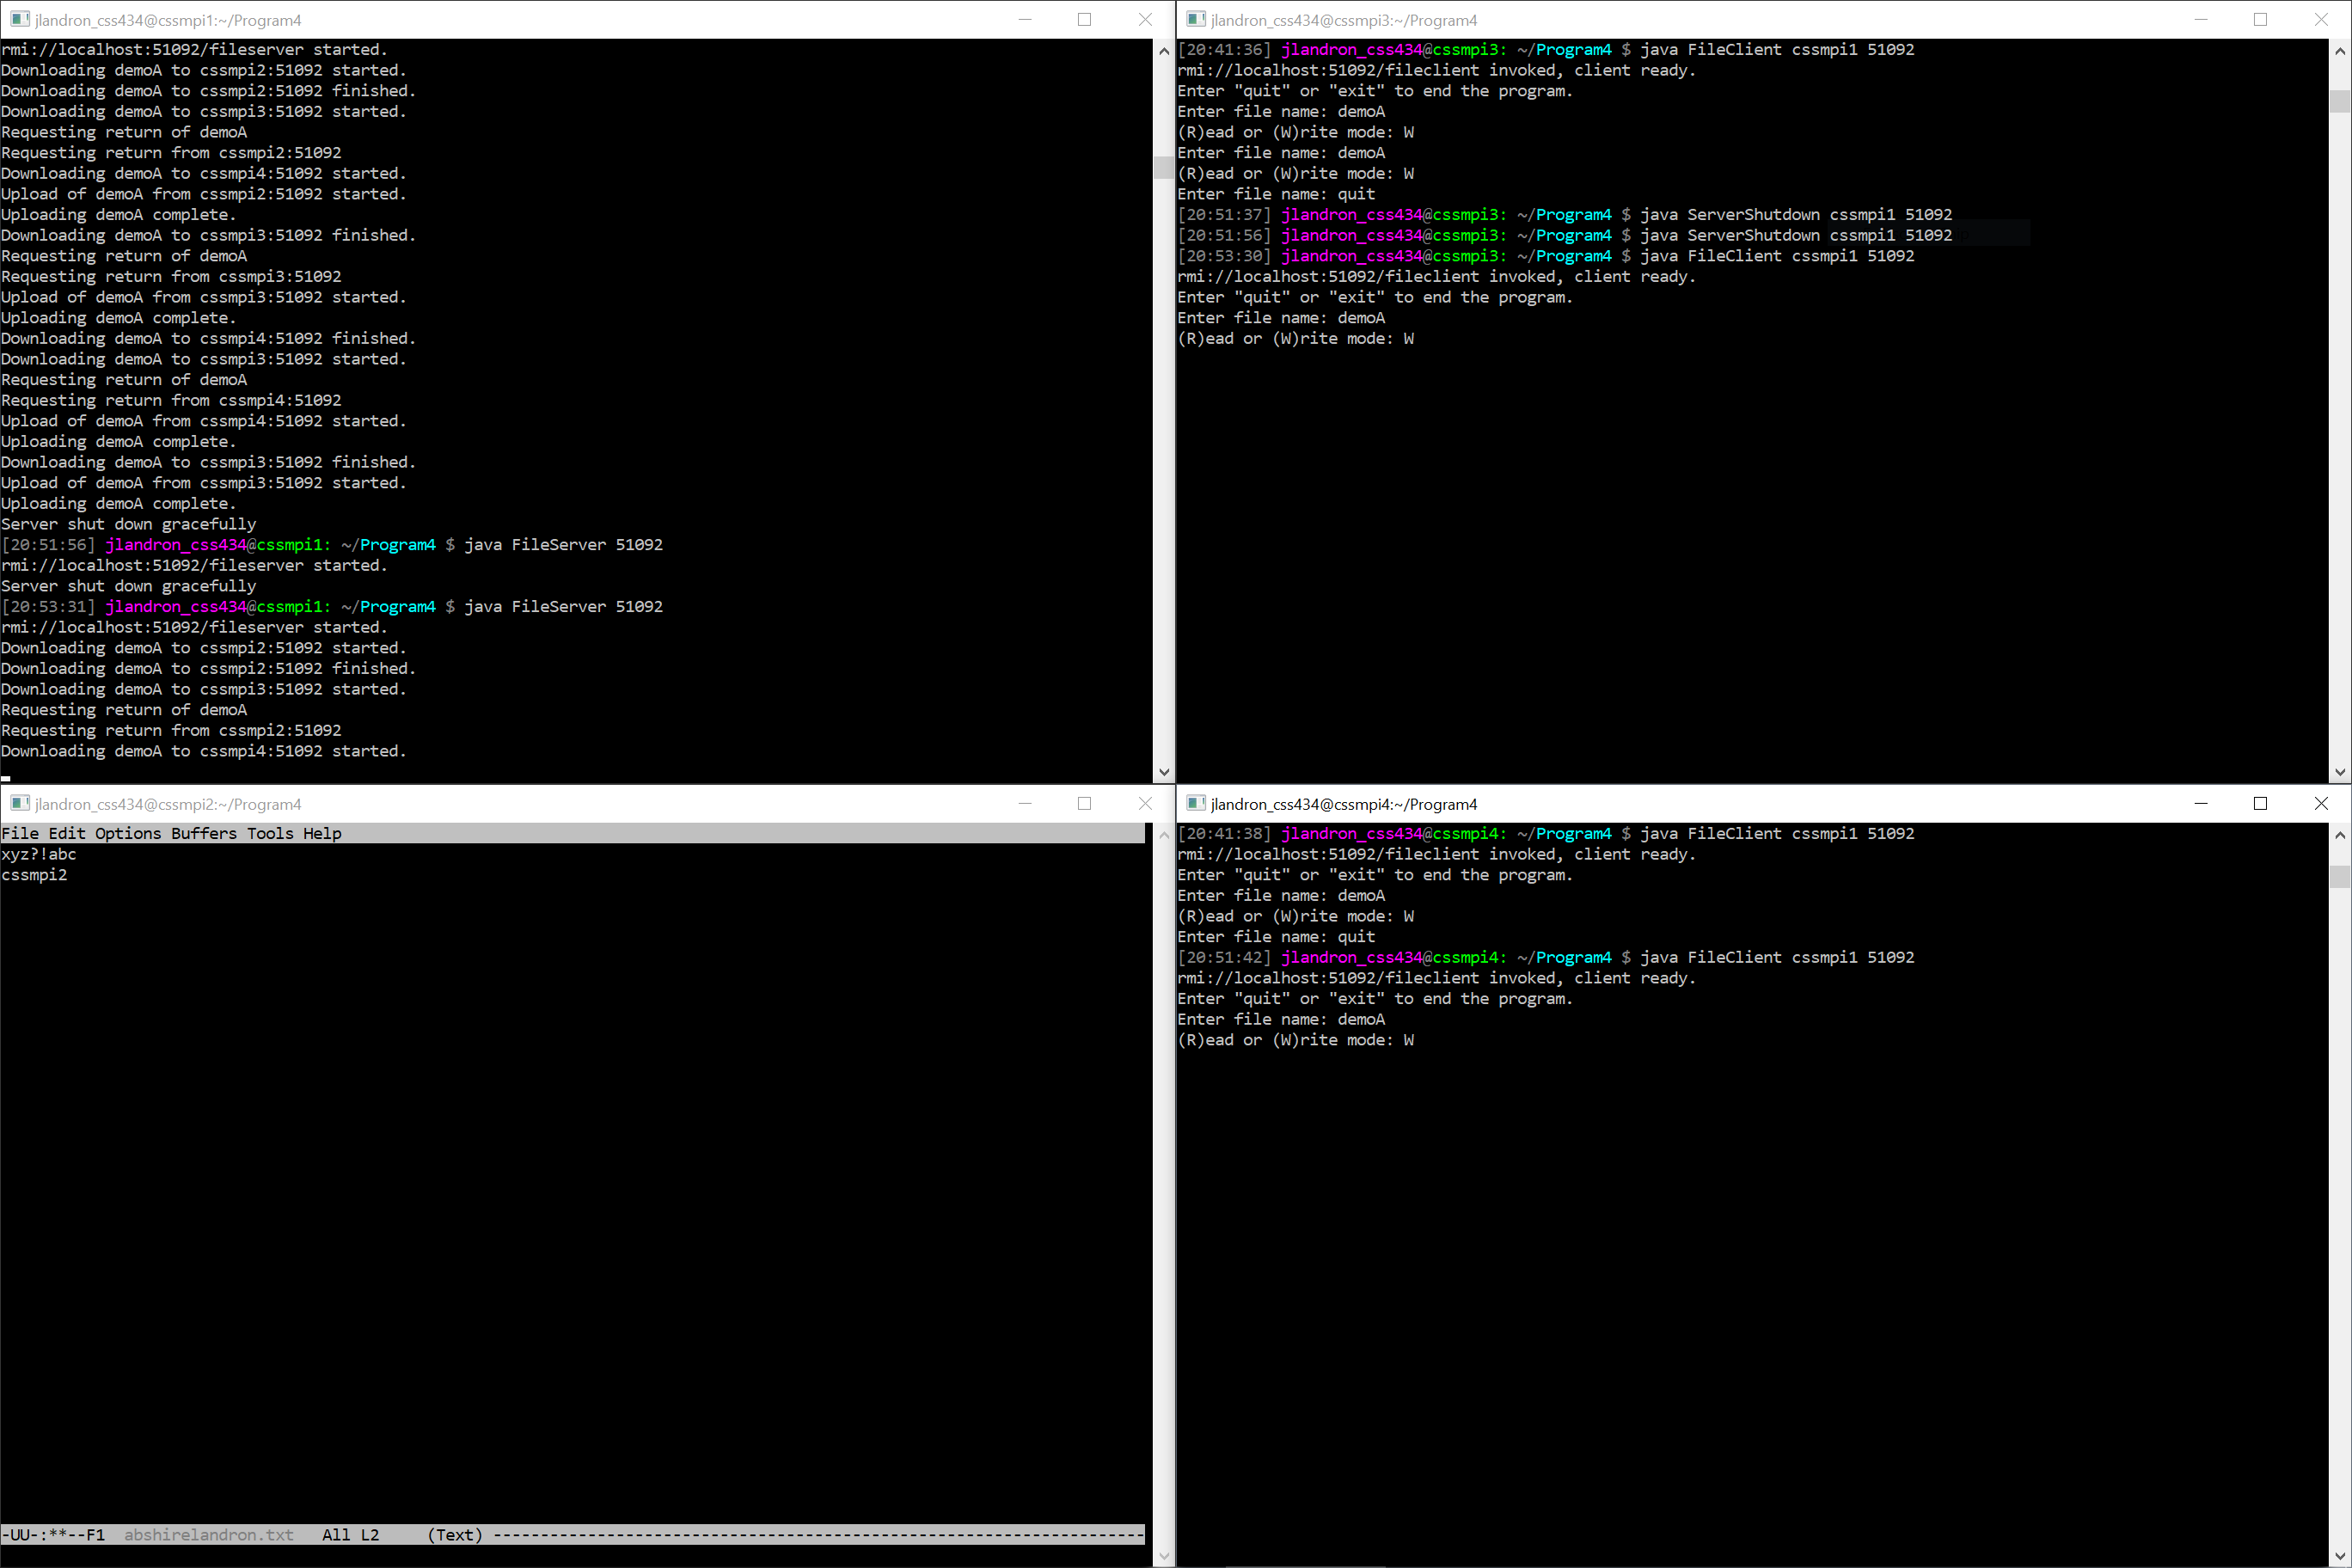 jlandron_css434@cssmpi1:~/Program4
rmi://localhost:51092/fileserver started.
Downloading demoA to cssmpi2:51092 started.
Downloading demoA to cssmpi2:51092 finished.
Downloading demoA to cssmpi3:51092 started.
Requesting return of demoA
Requesting return from cssmpi2:51092
Downloading demoA to cssmpi4:51092 started.
Upload of demoA from cssmpi2:51092 started.
Uploading demoA complete.
Downloading demoA to cssmpi3:51092 finished.
Requesting return of demoA
Requesting return from cssmpi3:51092
Upload of demoA from cssmpi3:51092 started.
Uploading demoA complete.
Downloading demoA to cssmpi4:51092 finished.
Downloading demoA to cssmpi3:51092 started.
Requesting return of demoA
Requesting return from cssmpi4:51092
Upload of demoA from cssmpi4:51092 started.
Uploading demoA complete.
Downloading demoA to cssmpi3:51092 finished.
Upload of demoA from cssmpi3:51092 started.
Uploading demoA complete.
Server shut down gracefully
[20:51:56] jlandron_css434@cssmpi1: ~/Program4 $ java FileServer 51092
rmi://localhost:51092/fileserver started.
Server shut down gracefully
[20:53:31] jlandron_css434@cssmpi1: ~/Program4 $ java FileServer 51092
rmi://localhost:51092/fileserver started.
Downloading demoA to cssmpi2:51092 started.
Downloading demoA to cssmpi2:51092 finished.
Downloading demoA to cssmpi3:51092 started.
Requesting return of demoA
Requesting return from cssmpi2:51092
Downloading demoA to cssmpi4:51092 started.
jlandron_css434@cssmpi3:~/Program4
[20:41:36] jlandron_css434@cssmpi3: ~/Program4 $ java FileClient cssmpi1 51092
rmi://localhost:51092/fileclient invoked, client ready.
Enter "quit" or "exit" to end the program.
Enter file name: demoA
(R)ead or (W)rite mode: W
Enter file name: demoA
(R)ead or (W)rite mode: W
Enter file name: quit
[20:51:37] jlandron_css434@cssmpi3: ~/Program4 $ java ServerShutdown cssmpi1 51092
[20:51:56] jlandron_css434@cssmpi3: ~/Program4 $ java ServerShutdown cssmpi1 51092
[20:53:30] jlandron_css434@cssmpi3: ~/Program4 $ java FileClient cssmpi1 51092
rmi://localhost:51092/fileclient invoked, client ready.
Enter "quit" or "exit" to end the program.
Enter file name: demoA
(R)ead or (W)rite mode: W
jlandron_css434@cssmpi2:~/Program4
File Edit Options Buffers Tools Help
xyz?!abc
cssmpi2
-UU-:**--F1  abshirelandron.txt   All L2     (Text) ---------------------------------------------------------------------
jlandron_css434@cssmpi4:~/Program4
[20:41:38] jlandron_css434@cssmpi4: ~/Program4 $ java FileClient cssmpi1 51092
rmi://localhost:51092/fileclient invoked, client ready.
Enter "quit" or "exit" to end the program.
Enter file name: demoA
(R)ead or (W)rite mode: W
Enter file name: quit
[20:51:42] jlandron_css434@cssmpi4: ~/Program4 $ java FileClient cssmpi1 51092
rmi://localhost:51092/fileclient invoked, client ready.
Enter "quit" or "exit" to end the program.
Enter file name: demoA
(R)ead or (W)rite mode: W